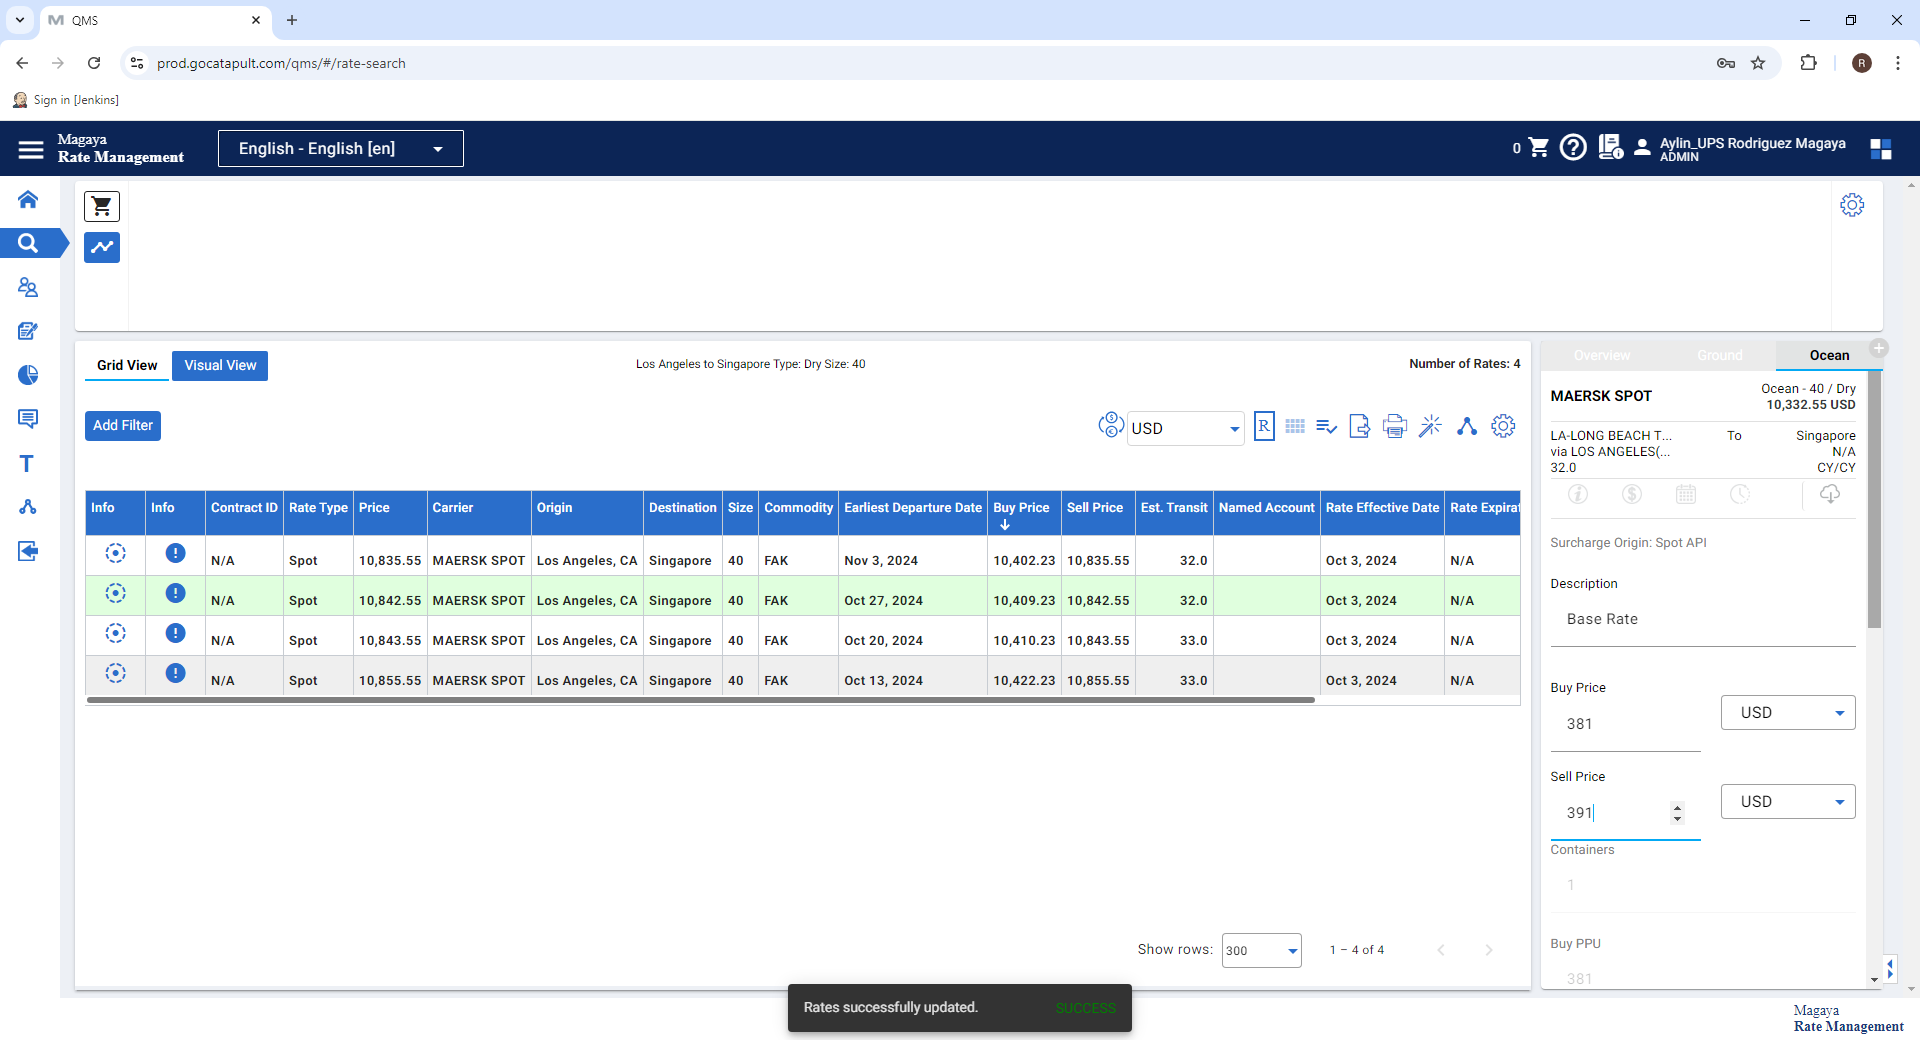 QMS
prod.gocatapult.com/qms/#/rate-search
R
Sign in [Jenkins]
Magaya
Rate Management
English - English [en]
0
Aylin_UPS Rodriguez Magaya
ADMIN
Grid View
Visual View
Los Angeles to Singapore Type: Dry Size: 40
Number of Rates: 4
Add Filter
USD
R
Info Info Contract ID Rate Type Price Carrier Origin Destination Size Commodity Earliest Departure Date Buy Price Sell Price Est. Transit Named Account Rate Effective Date Rate Expirat
N/A Spot 10,835.55 MAERSK SPOT Los Angeles, CA Singapore 40 FAK Nov 3, 2024 10,402.23 10,835.55 32.0 Oct 3, 2024 N/A
N/A Spot 10,842.55 MAERSK SPOT Los Angeles, CA Singapore 40 FAK Oct 27, 2024 10,409.23 10,842.55 32.0 Oct 3, 2024 N/A
N/A Spot 10,843.55 MAERSK SPOT Los Angeles, CA Singapore 40 FAK Oct 20, 2024 10,410.23 10,843.55 33.0 Oct 3, 2024 N/A
N/A Spot 10,855.55 MAERSK SPOT Los Angeles, CA Singapore 40 FAK Oct 13, 2024 10,422.23 10,855.55 33.0 Oct 3, 2024 N/A
Show rows: 300 1 – 4 of 4
Overview Ground Ocean
MAERSK SPOT
Ocean - 40 / Dry
10,332.55 USD
LA-LONG BEACH T... To Singapore
via LOS ANGELES(... N/A
32.0 CY/CY
Surcharge Origin: Spot API
Description
Base Rate
Buy Price
381 USD
Sell Price
391 USD
Containers
1
Buy PPU
381
Rates successfully updated. SUCCESS
Magaya
Rate Management